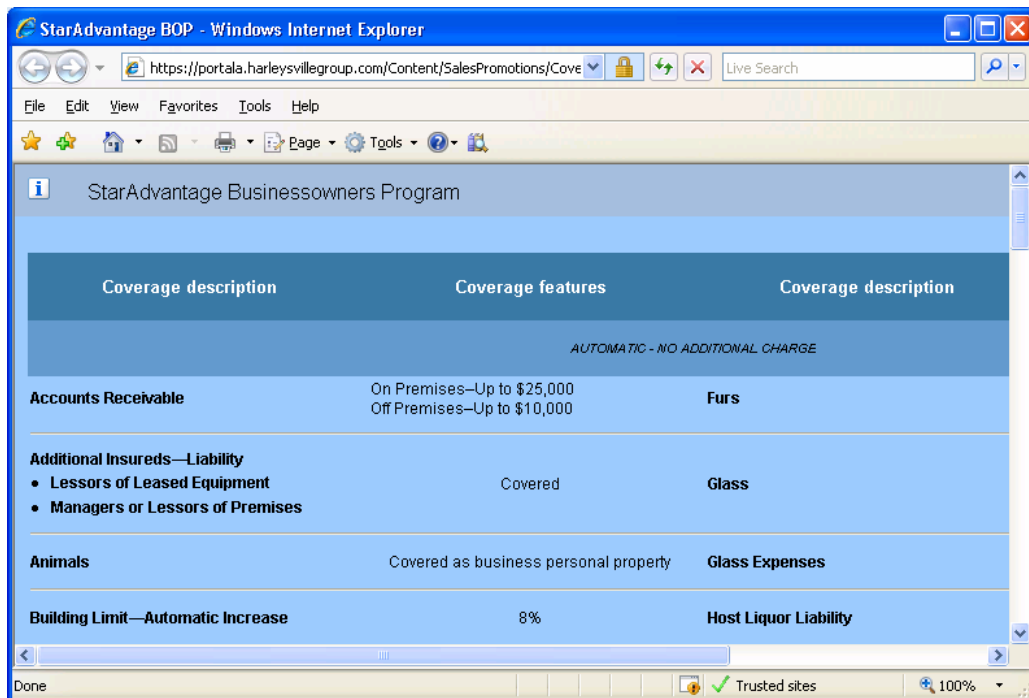 StarAdvantage BOP - Windows Internet Explorer
https://portala.harleysvillegroup.com/Content/SalesPromotions/Cove
Live Search
File Edit View Favorites Tools Help
Page Tools
StarAdvantage Businessowners Program
Coverage description Coverage features Coverage description
AUTOMATIC - NO ADDITIONAL CHARGE
Accounts Receivable On Premises–Up to $25,000 Furs
Off Premises–Up to $10,000
Additional Insureds—Liability
• Lessors of Leased Equipment Covered Glass
• Managers or Lessors of Premises
Animals Covered as business personal property Glass Expenses
Building Limit—Automatic Increase 8% Host Liquor Liability
Done Trusted sites 100%